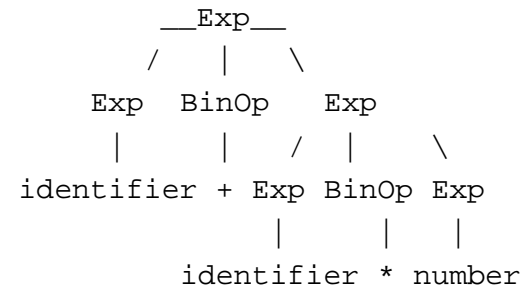 __Exp__
/ | \
Exp BinOp Exp
| | / | \
identifier + Exp BinOp Exp
| | |
identifier * number